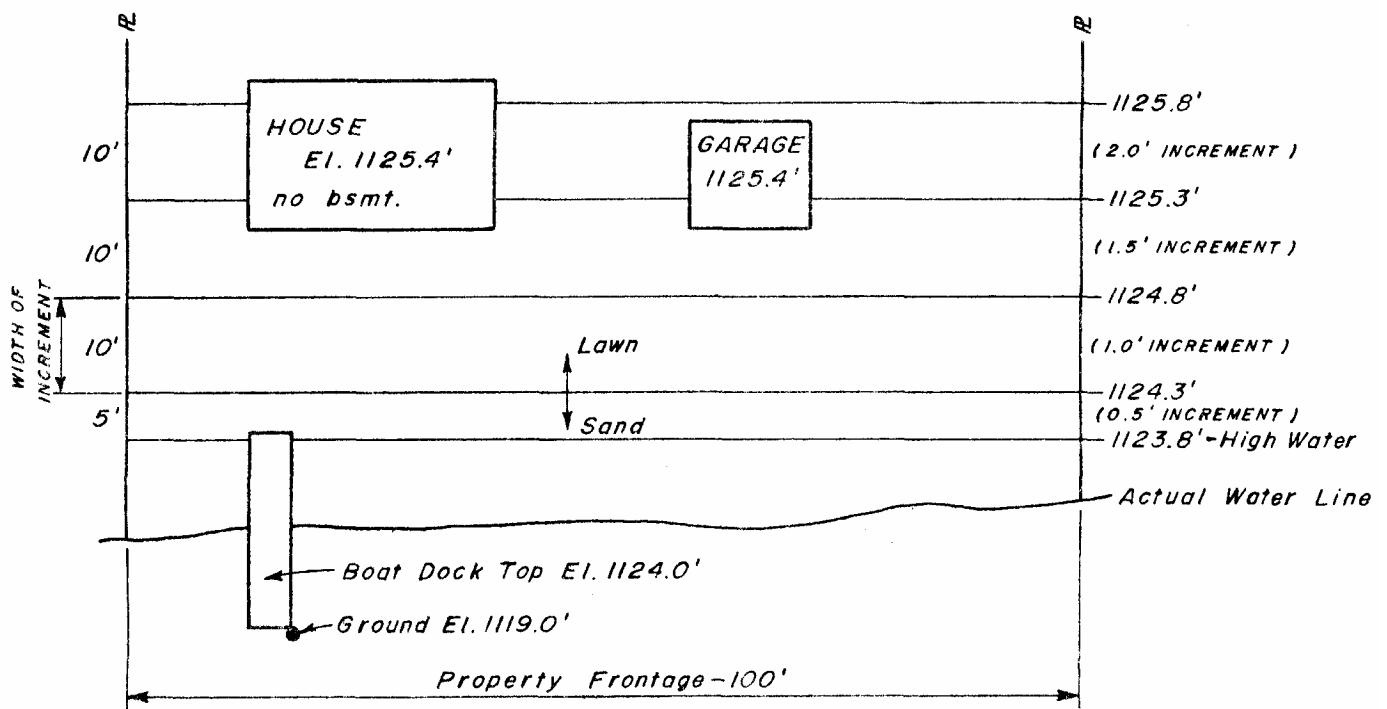 PL
PL
1125.8'
HOUSE
El. 1125.4'
no bsmt.
GARAGE
1125.4'
10'
(2.0' INCREMENT)
1125.3'
10'
(1.5' INCREMENT)
1124.8'
WIDTH OF
INCREMENT
10'
Lawn
(1.0' INCREMENT)
1124.3'
5'
Sand
(0.5' INCREMENT)
1123.8'-High Water
Actual Water Line
Boat Dock Top El. 1124.0'
Ground El. 1119.0'
Property Frontage-100'